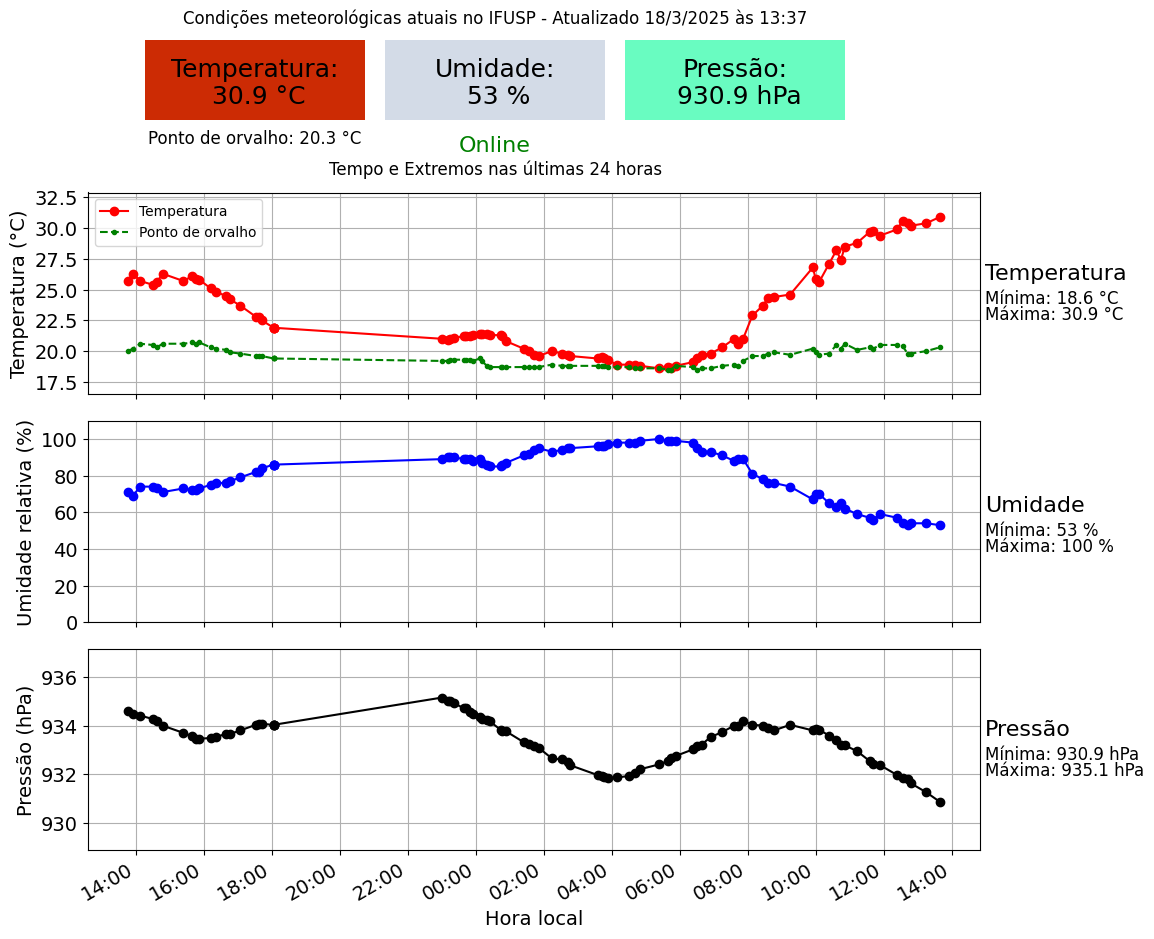 Condições meteorológicas atuais no IFUSP - Atualizado 18/3/2025 às 13:37
Temperatura:
30.9 °C
Umidade:
53 %
Pressão:
930.9 hPa
Ponto de orvalho: 20.3 °C
Online
Tempo e Extremos nas últimas 24 horas
Temperatura (°C)
32.5
30.0
27.5
25.0
22.5
20.0
17.5
Temperatura
Ponto de orvalho
Temperatura
Mínima: 18.6 °C
Máxima: 30.9 °C
Umidade relativa (%)
100
80
60
40
20
0
Umidade
Mínima: 53 %
Máxima: 100 %
Pressão (hPa)
936
934
932
930
Pressão
Mínima: 930.9 hPa
Máxima: 935.1 hPa
14:00
16:00
18:00
20:00
22:00
00:00
02:00
04:00
06:00
08:00
10:00
12:00
14:00
Hora local